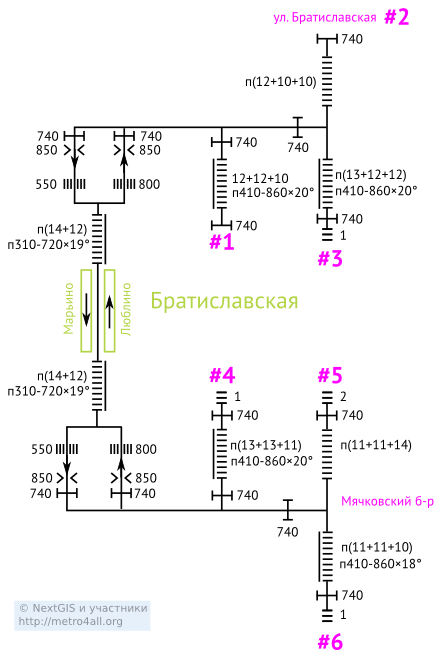 ул. Братиславская #2
740
п(12+10+10)
740 740 740 740
850 850
550 800
12+12+10
п410-860×20°
740
#1
п(13+12+12)
п410-860×20°
740
1
#3
п(14+12)
п310-720×19°
Марьино
Люблино
Братиславская
п(14+12)
п310-720×19°
#4
1
740
#5
2
740
550 800
850 850
740 740
п(13+13+11)
п410-860×20°
740
п(11+11+14)
Мячковский б-р
740
п(11+11+10)
п410-860×18°
740
1
#6
© NextGIS и участники
http://metro4all.org